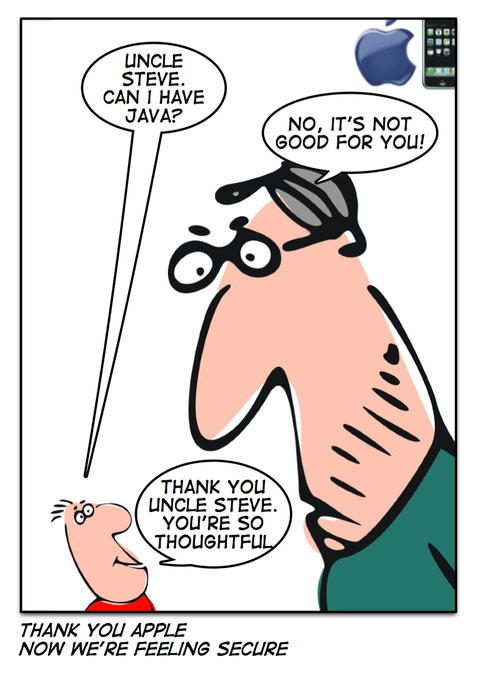 UNCLE
STEVE.
CAN I HAVE
JAVA?
NO, IT'S NOT
GOOD FOR YOU!
THANK YOU
UNCLE STEVE.
YOU'RE SO
THOUGHTFUL
THANK YOU APPLE
NOW WE'RE FEELING SECURE